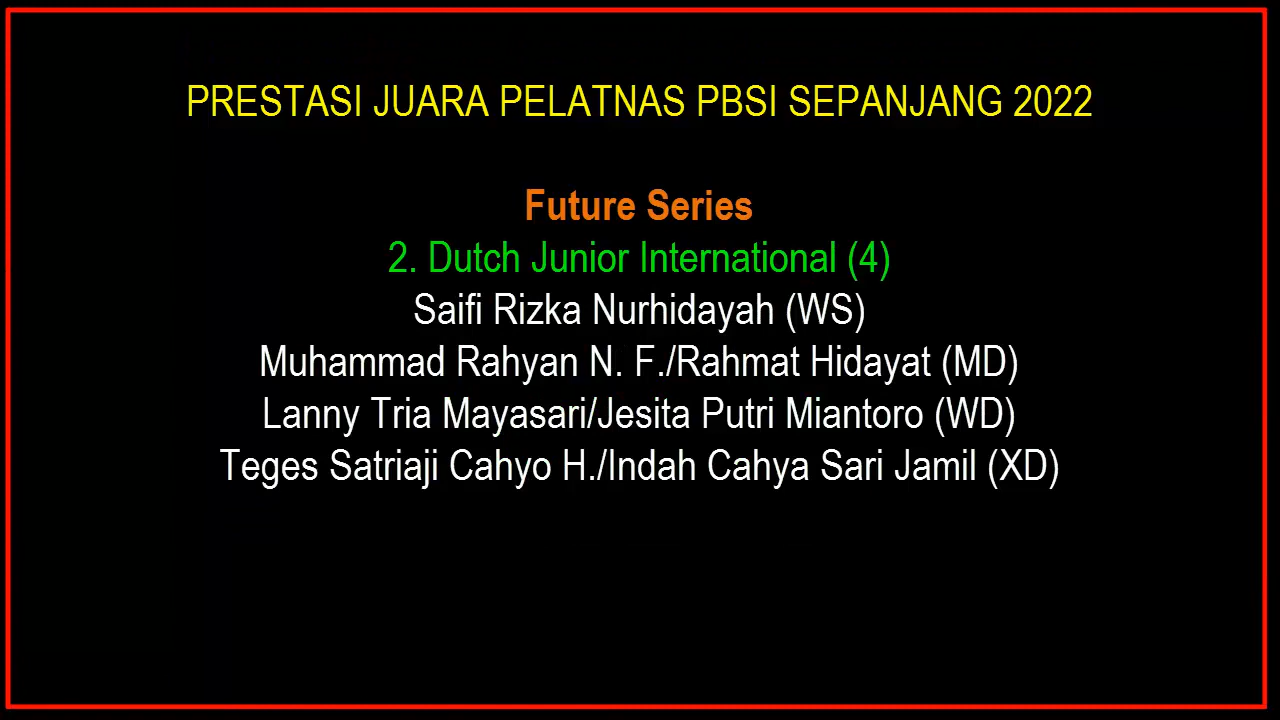 PRESTASI JUARA PELATNAS PBSI SEPANJANG 2022
Future Series
2. Dutch Junior International (4)
Saifi Rizka Nurhidayah (WS)
Muhammad Rahyan N. F./Rahmat Hidayat (MD)
Lanny Tria Mayasari/Jesita Putri Miantoro (WD)
Teges Satriaji Cahyo H./Indah Cahya Sari Jamil (XD)